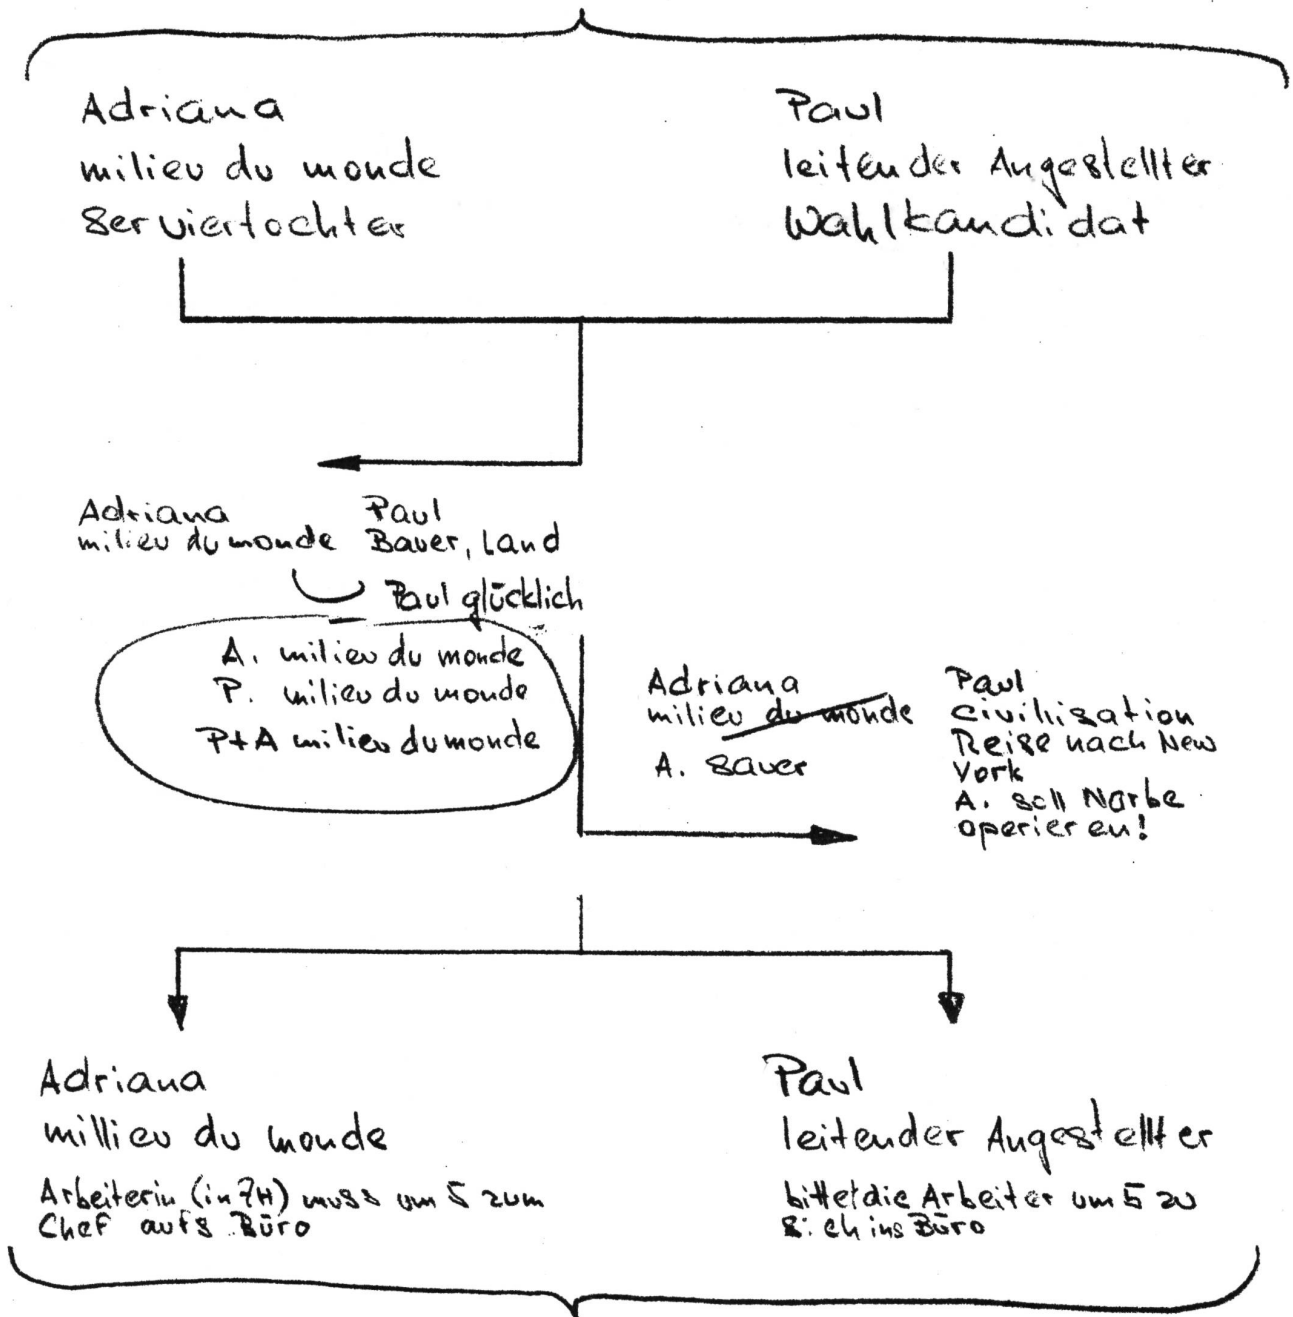 Adriana
milieu du monde
Serviertochter
Paul
leitender Angestellter
Wahlkandidat
Adriana
milieu du monde
Paul
Bauer, Land
Paul glücklich
A. milieu du monde
P. milieu du monde
P+A milieu du monde
Adriana
milieu du monde
A. sauer
Paul
civilisation
Reise nach New
York
A. soll Narbe
operieren!
Adriana
millieu du monde
Arbeiterin (in ZH) muss um 5 zum
Chef aufs Büro
Paul
leitender Angestellter
bittet die Arbeiter um 5 zu
sich ins Büro